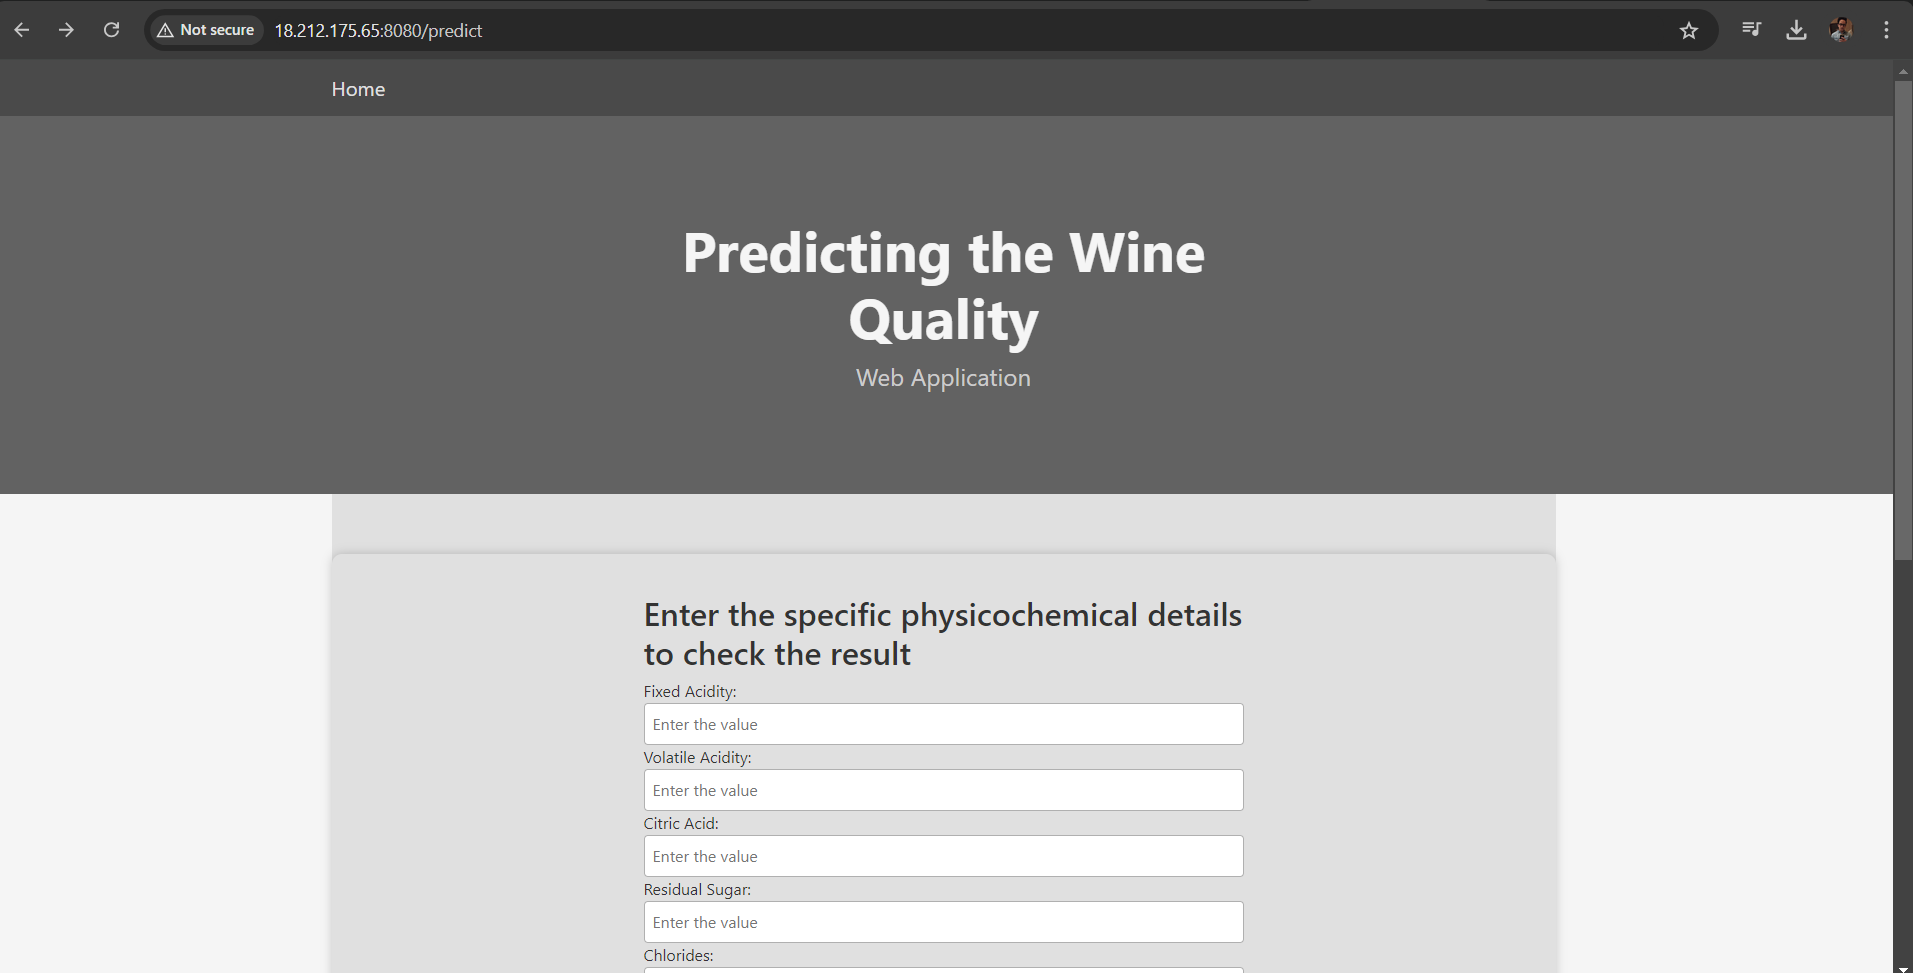 Not secure 18.212.175.65:8080/predict
Home
Predicting the Wine
Quality
Web Application
Enter the specific physicochemical details
to check the result
Fixed Acidity:
Enter the value
Volatile Acidity:
Enter the value
Citric Acid:
Enter the value
Residual Sugar:
Enter the value
Chlorides: